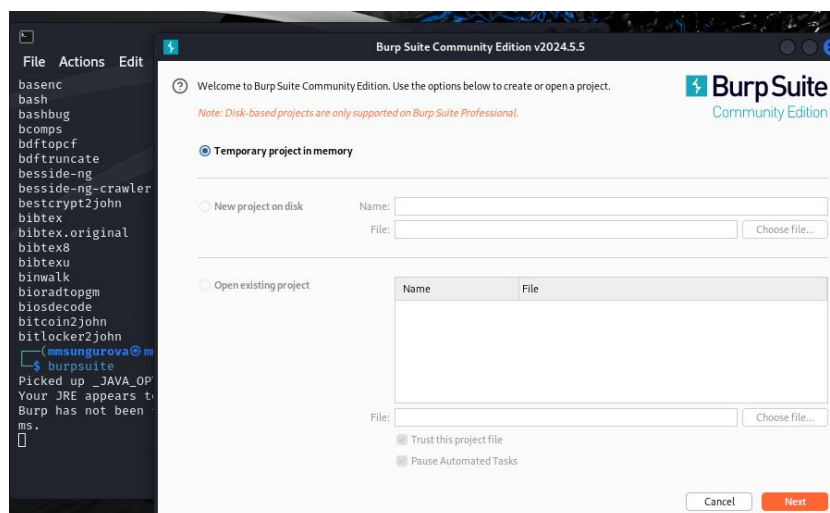 File Actions Edit
basenc
bash
bashbug
bcomps
bdftopcf
bdftruncate
besside-ng
besside-ng-crawler
bestcrypt2john
bibtex
bibtex.original
bibtex8
bibtexu
binwalk
bioradtopgm
biosdecode
bitcoin2john
bitlocker2john
(mmsungurova㉿m
$ burpsuite
Picked up _JAVA_OP
Your JRE appears t
Burp has not been
ms.
Burp Suite Community Edition v2024.5.5
Welcome to Burp Suite Community Edition. Use the options below to create or open a project.
Note: Disk-based projects are only supported on Burp Suite Professional.
Burp Suite
Community Edition
Temporary project in memory
New project on disk
Name:
File:
Choose file...
Open existing project
Name File
File:
Choose file...
Trust this project file
Pause Automated Tasks
Cancel
Next